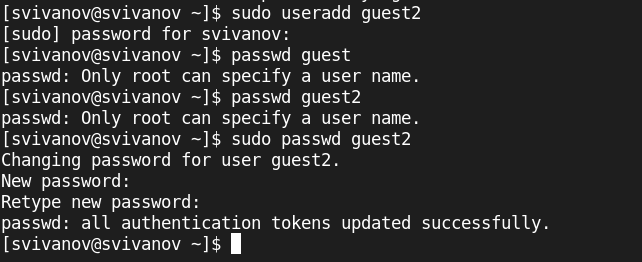 [svivanov@svivanov ~]$ sudo useradd guest2
[sudo] password for svivanov:
[svivanov@svivanov ~]$ passwd guest
passwd: Only root can specify a user name.
[svivanov@svivanov ~]$ passwd guest2
passwd: Only root can specify a user name.
[svivanov@svivanov ~]$ sudo passwd guest2
Changing password for user guest2.
New password:
Retype new password:
passwd: all authentication tokens updated successfully.
[svivanov@svivanov ~]$